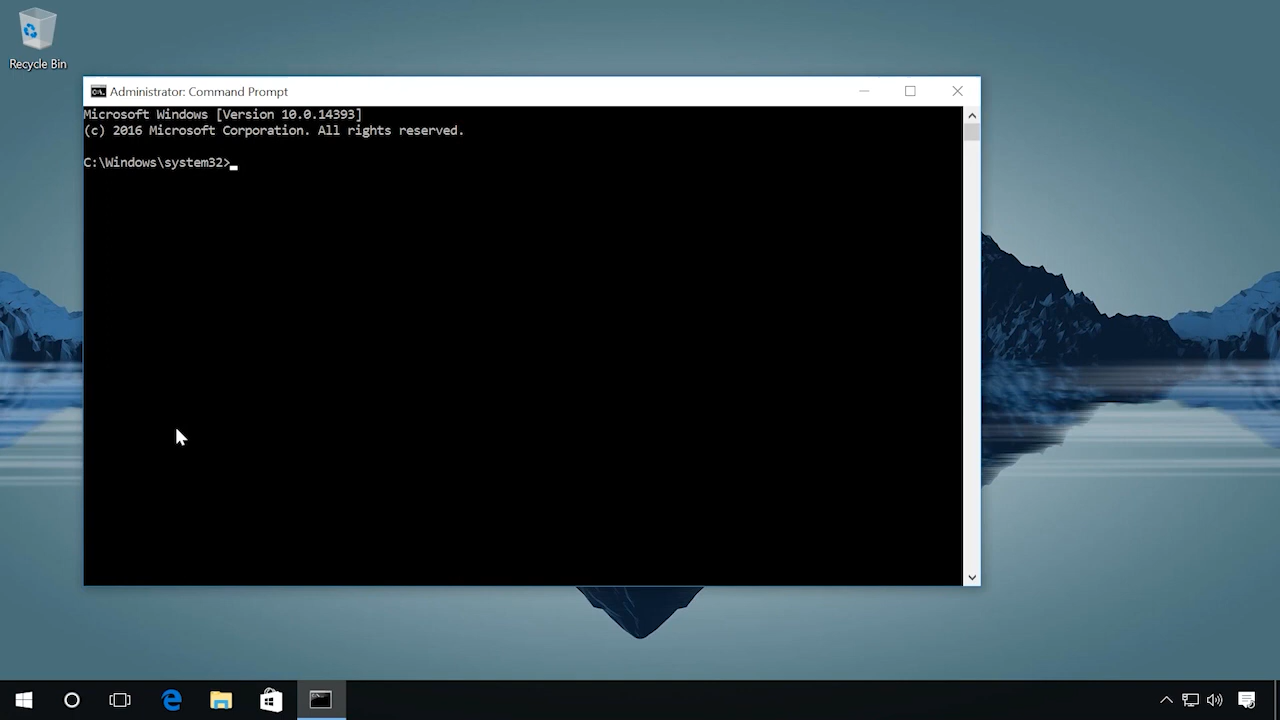 Recycle Bin
Administrator: Command Prompt
Microsoft Windows [Version 10.0.14393]
(c) 2016 Microsoft Corporation. All rights reserved.
C:\Windows\system32>